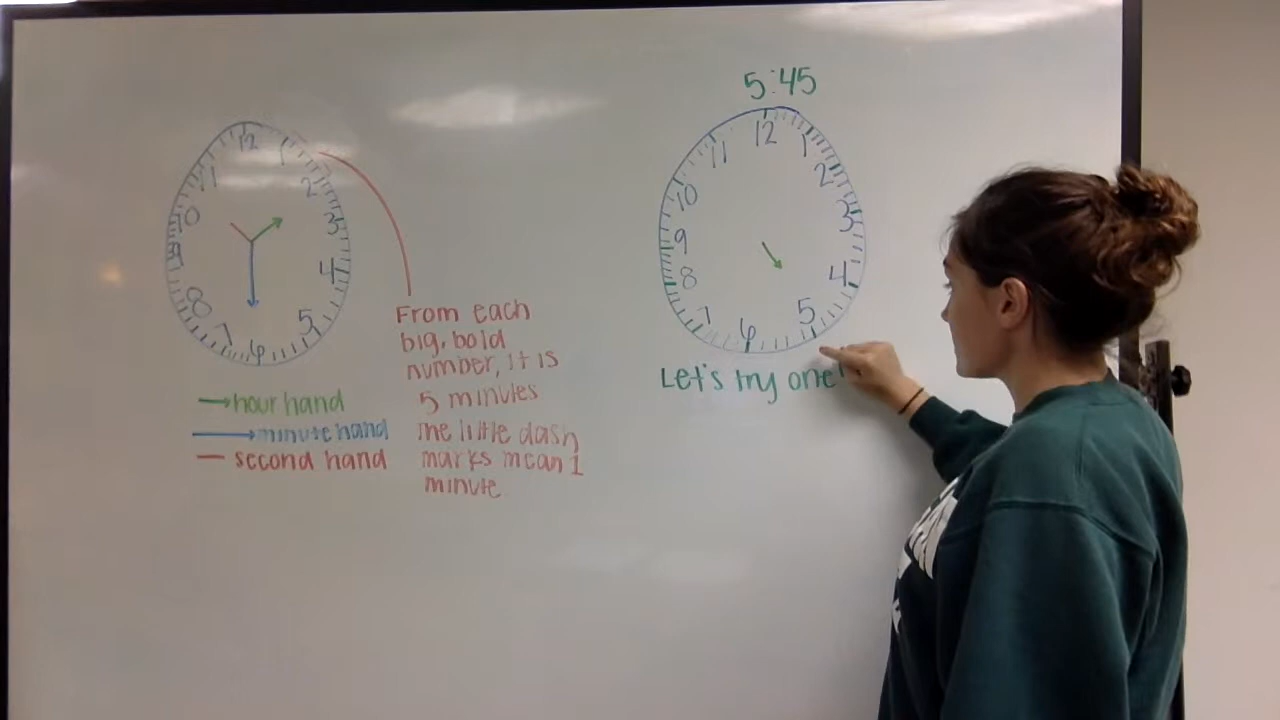 12
1
2
3
4
5
6
7
8
9
10
11
hour hand
minute hand
second hand
From each
big, bold
number, it is
5 minutes
The little dash
marks mean 1
minute
5:45
12
1
2
3
4
5
6
7
8
9
10
11
Let's try one